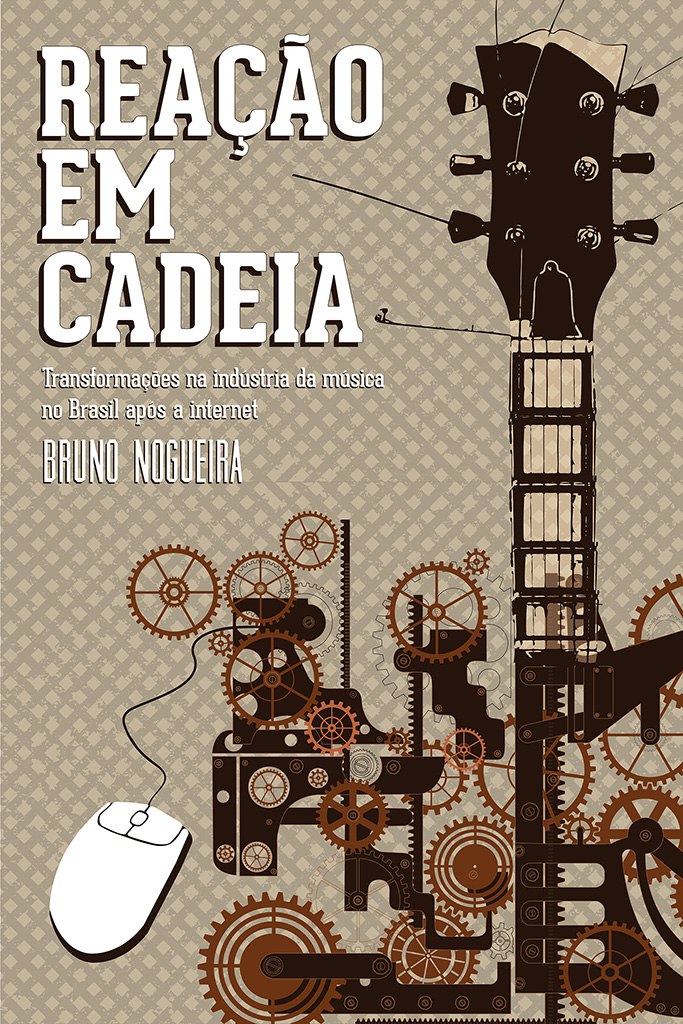 REAÇÃO
EM
CADEIA
Transformações na indústria da música
no Brasil após a internet
BRUNO NOGUEIRA